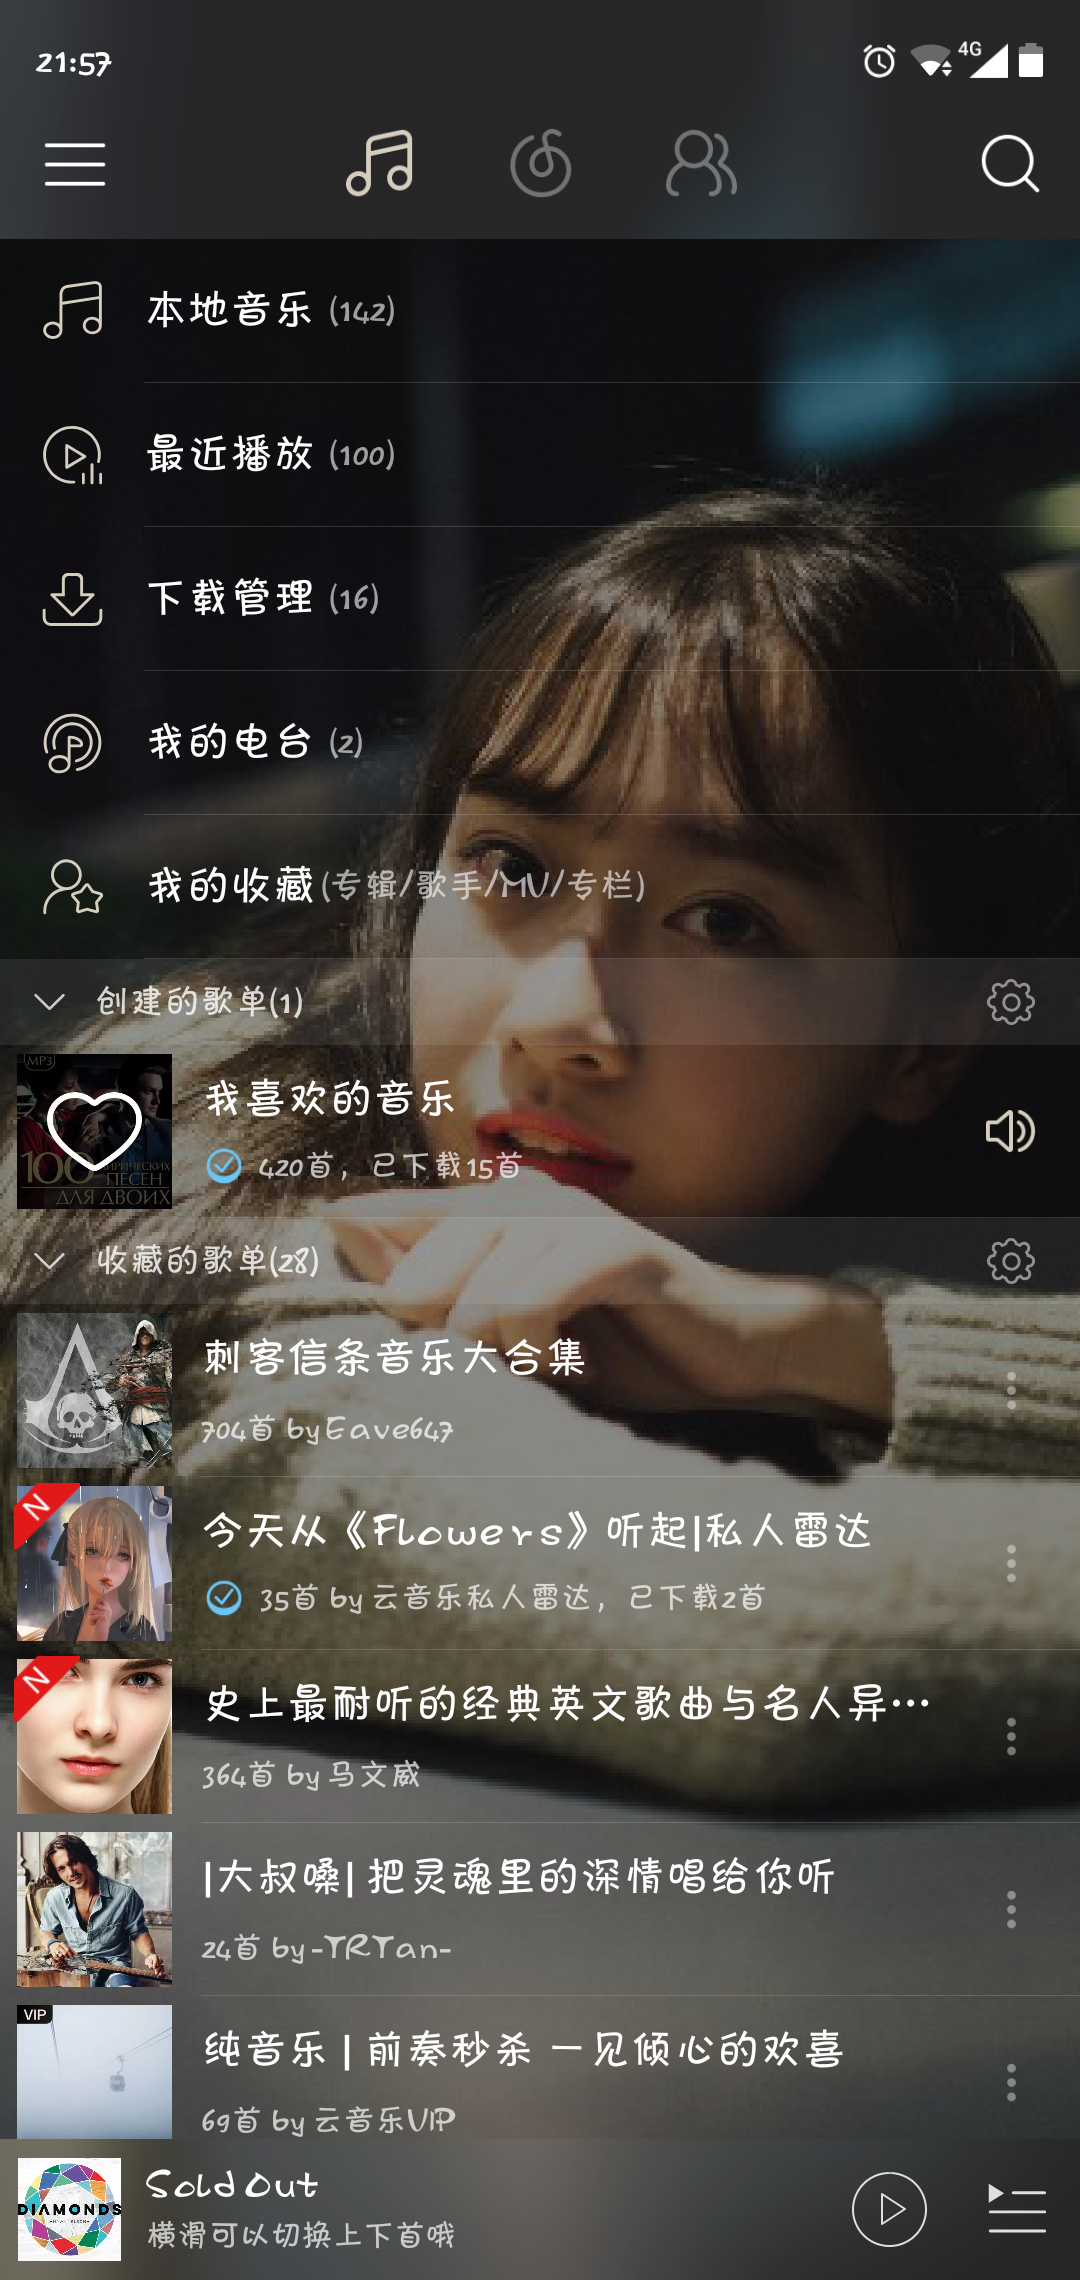 21:57
4G
本地音乐 (142)
最近播放 (100)
下载管理 (16)
我的电台 (2)
我的收藏(专辑/歌手/MV/专栏)
创建的歌单(1)
MP3
100 ЛИРИЧЕСКИХ
ПЕСЕН
ДЛЯ ДВОИХ
我喜欢的音乐
420首，已下载15首
收藏的歌单(28)
刺客信条音乐大合集
704首 by Eave647
N
今天从《Flowers》听起|私人雷达
35首 by 云音乐私人雷达，已下载2首
N
史上最耐听的经典英文歌曲与名人异…
364首 by 马文威
|大叔嗓| 把灵魂里的深情唱给你听
24首 by -TRTan-
VIP
纯音乐 | 前奏秒杀 一见倾心的欢喜
69首 by 云音乐VIP
DIAMONDS
Sold Out
横滑可以切换上下首哦